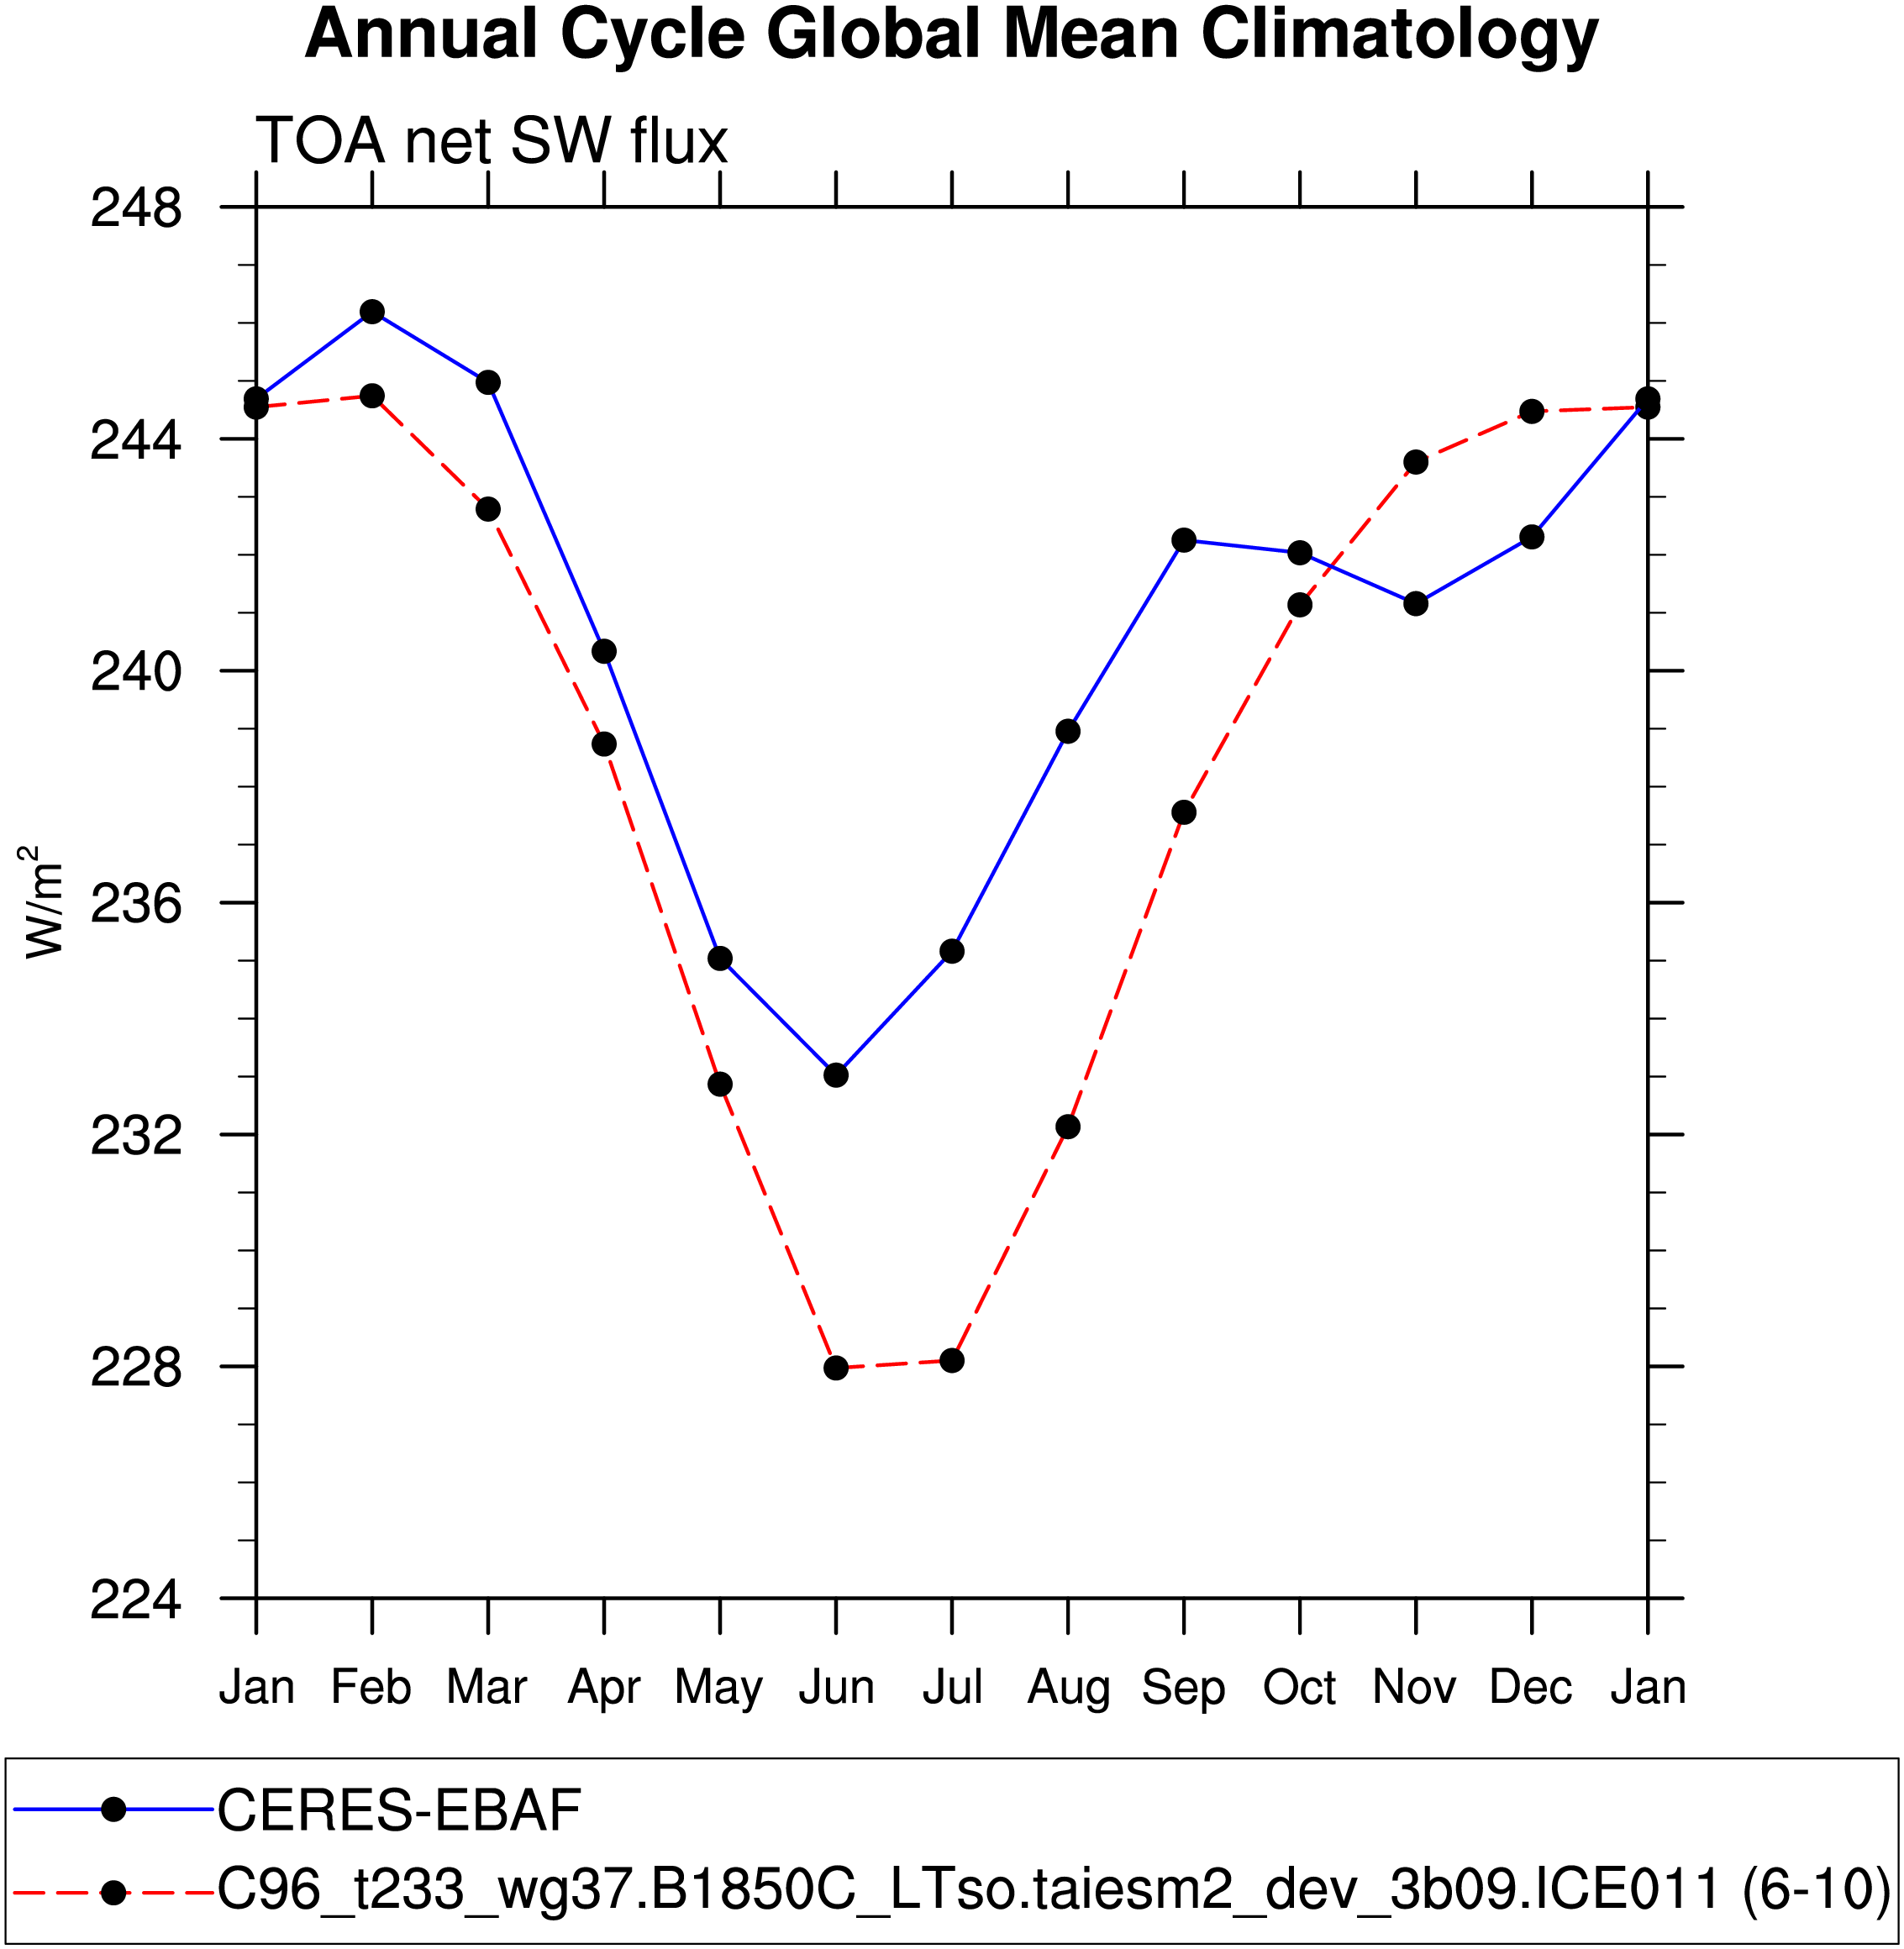 Annual Cycle Global Mean Climatology
TOA net SW flux
248
244
240
236
232
228
224
W/m²
Jan Feb Mar Apr May Jun Jul Aug Sep Oct Nov Dec Jan
CERES-EBAF
C96_t233_wg37.B1850C_LTso.taiesm2_dev_3b09.ICE011 (6-10)